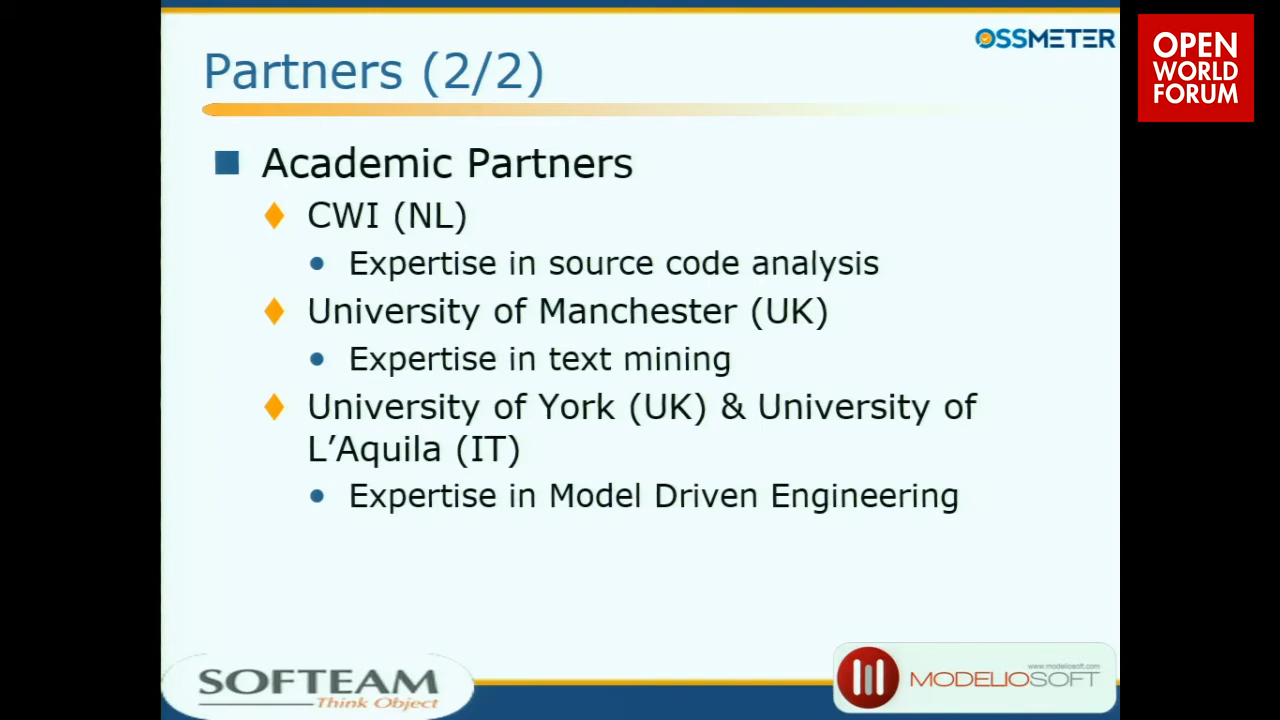 OSSMETER
OPEN
WORLD
FORUM
Partners (2/2)
Academic Partners
CWI (NL)
Expertise in source code analysis
University of Manchester (UK)
Expertise in text mining
University of York (UK) & University of
L’Aquila (IT)
Expertise in Model Driven Engineering
SOFTEAM
Think Object
www.modeliosoft.com
MODELIOSOFT